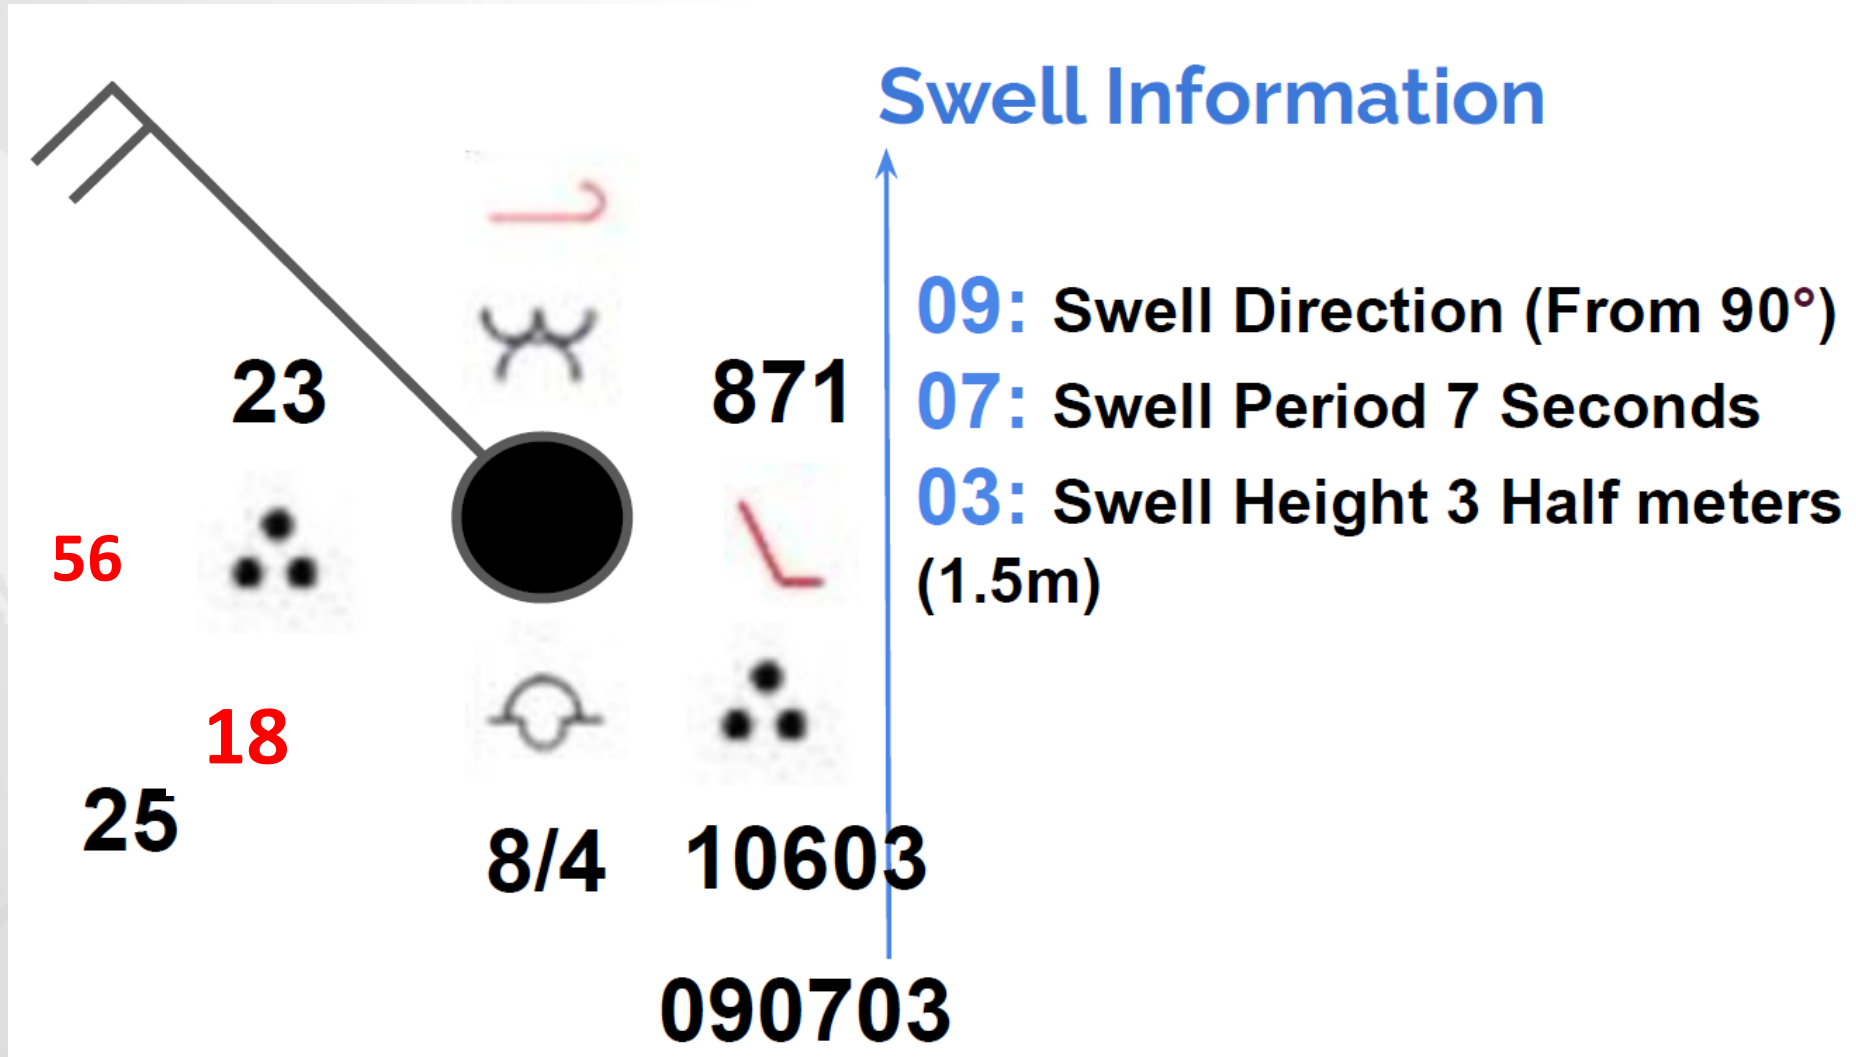 Swell Information
23
871
09: Swell Direction (From 90°)
07: Swell Period 7 Seconds
03: Swell Height 3 Half meters
(1.5m)
56
18
25
8/4
10603
090703